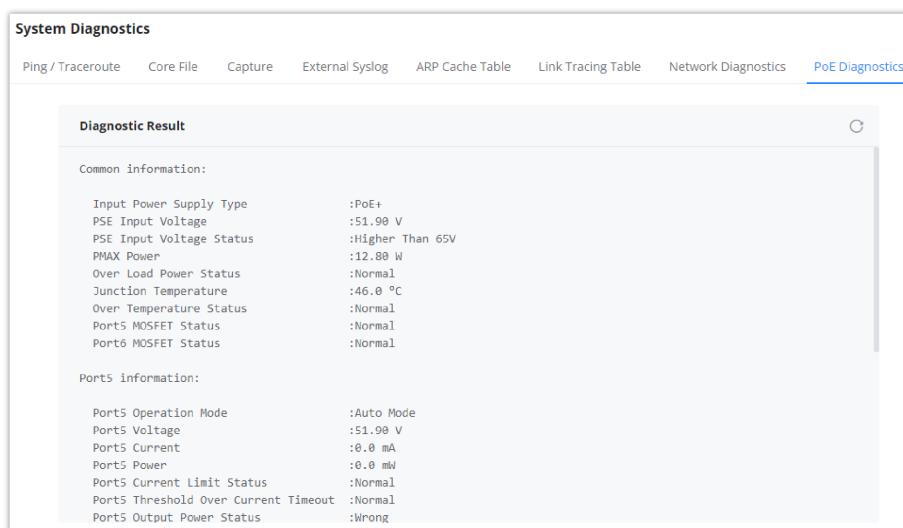 System Diagnostics
Ping / Traceroute Core File Capture External Syslog ARP Cache Table Link Tracing Table Network Diagnostics PoE Diagnostics
Diagnostic Result
Common information:
Input Power Supply Type :PoE+
PSE Input Voltage :51.90 V
PSE Input Voltage Status :Higher Than 65V
PMAX Power :12.80 W
Over Load Power Status :Normal
Junction Temperature :46.0 ºC
Over Temperature Status :Normal
Port5 MOSFET Status :Normal
Port6 MOSFET Status :Normal
Port5 information:
Port5 Operation Mode :Auto Mode
Port5 Voltage :51.90 V
Port5 Current :0.0 mA
Port5 Power :0.0 mW
Port5 Current Limit Status :Normal
Port5 Threshold Over Current Timeout :Normal
Port5 Output Power Status :Wrong